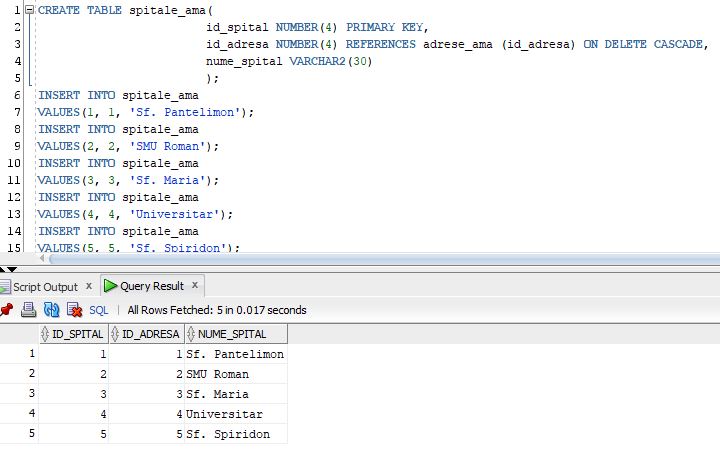 1 CREATE TABLE spitale_ama(
2 id_spital NUMBER(4) PRIMARY KEY,
3 id_adresa NUMBER(4) REFERENCES adrese_ama (id_adresa) ON DELETE CASCADE,
4 nume_spital VARCHAR2(30)
5 );
6 INSERT INTO spitale_ama
7 VALUES(1, 1, 'Sf. Pantelimon');
8 INSERT INTO spitale_ama
9 VALUES(2, 2, 'SMU Roman');
10 INSERT INTO spitale_ama
11 VALUES(3, 3, 'Sf. Maria');
12 INSERT INTO spitale_ama
13 VALUES(4, 4, 'Universitar');
14 INSERT INTO spitale_ama
15 VALUES(5, 5, 'Sf. Spiridon');
Script Output x Query Result x
SQL | All Rows Fetched: 5 in 0.017 seconds
ID_SPITAL ID_ADRESA NUME_SPITAL
1 1 1 Sf. Pantelimon
2 2 2 SMU Roman
3 3 3 Sf. Maria
4 4 4 Universitar
5 5 5 Sf. Spiridon